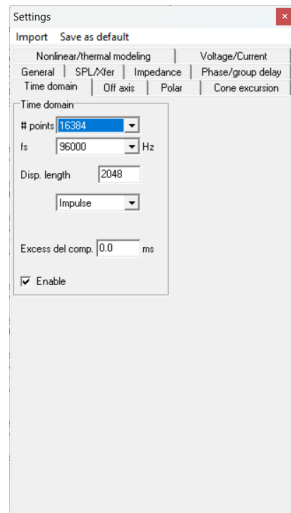 Settings
Import Save as default
Nonlinear/thermal modeling Voltage/Current
General SPL/Xfer Impedance Phase/group delay
Time domain Off axis Polar Cone excursion
Time domain
# points 16384
fs 96000 Hz
Disp. length 2048
Impulse
Excess del comp. 0.0 ms
Enable